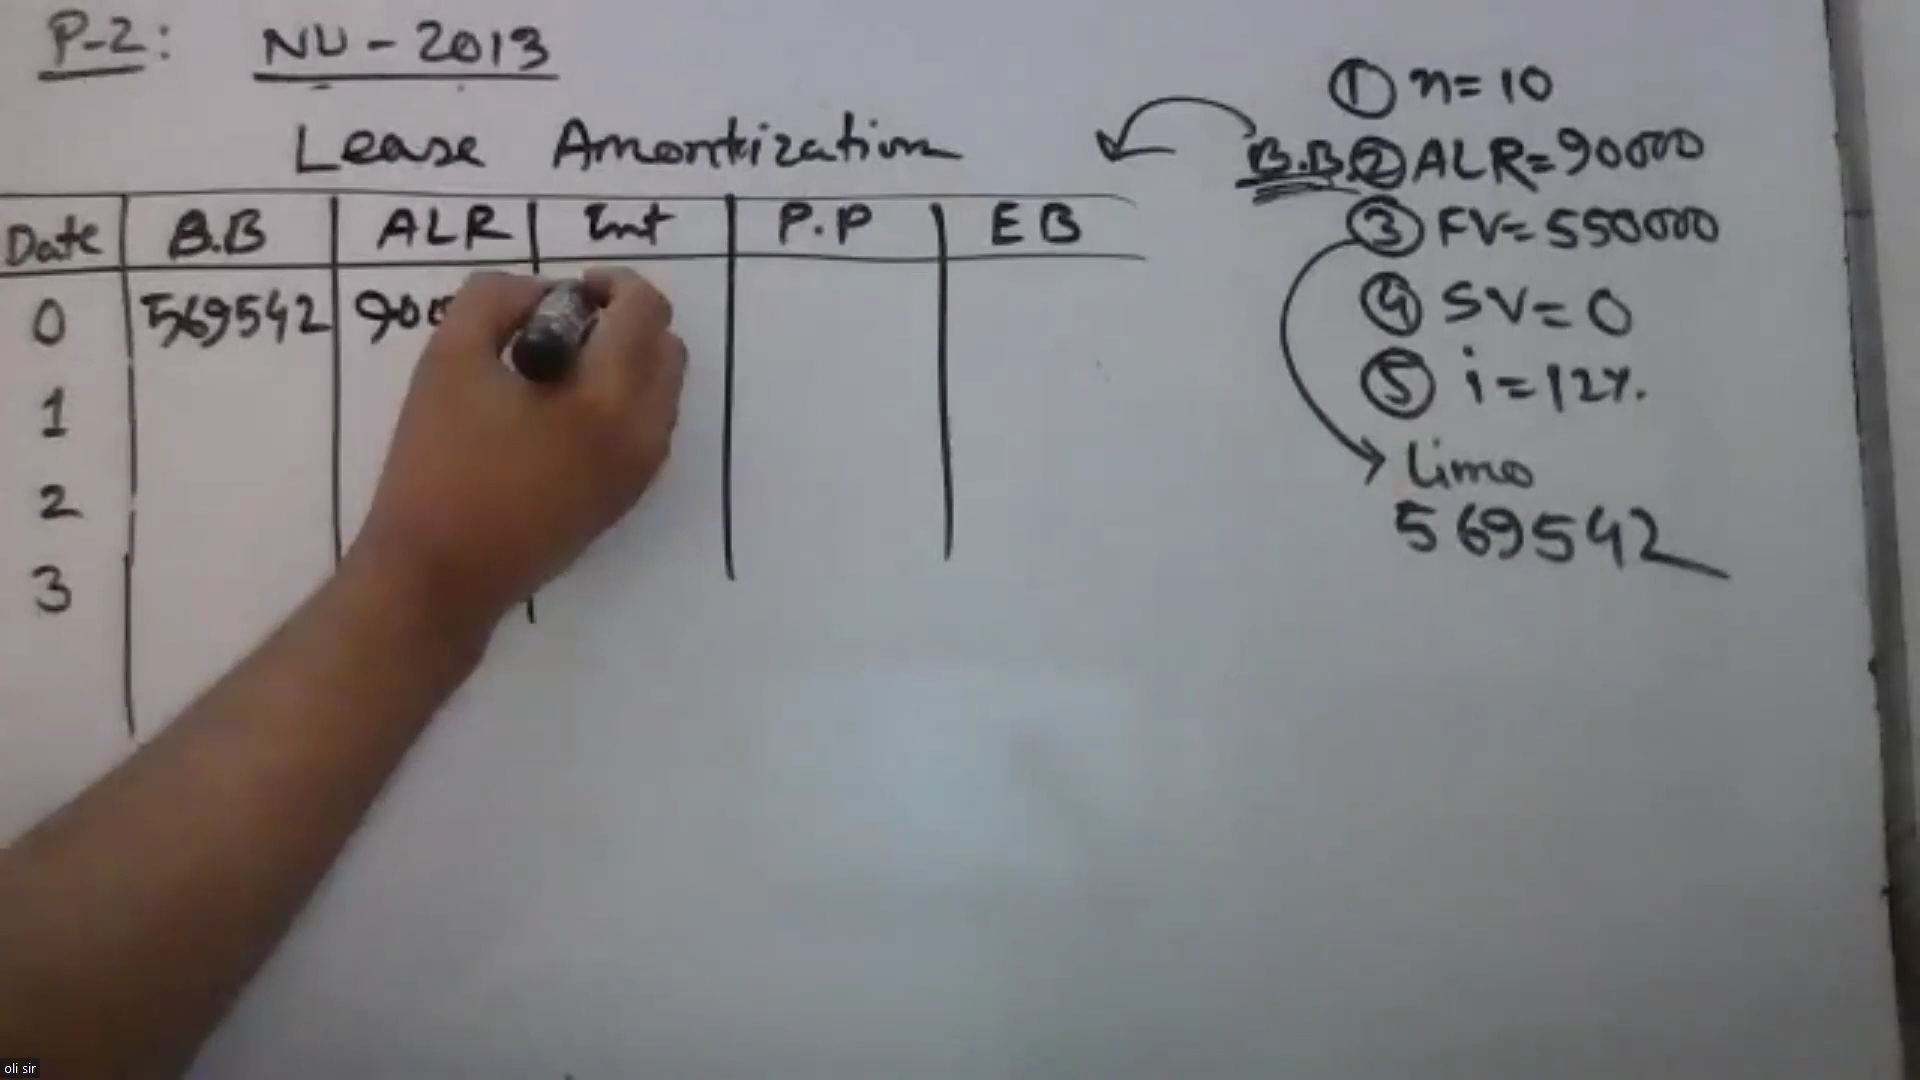 P-2: NU - 2013
Lease Amortization
Date B.B ALR Int P.P EB
0 569542 900
1
2
3
① n = 10
B.B ② ALR = 90000
③ FV = 550000
④ SV = 0
⑤ i = 12%.
569542
oli sir